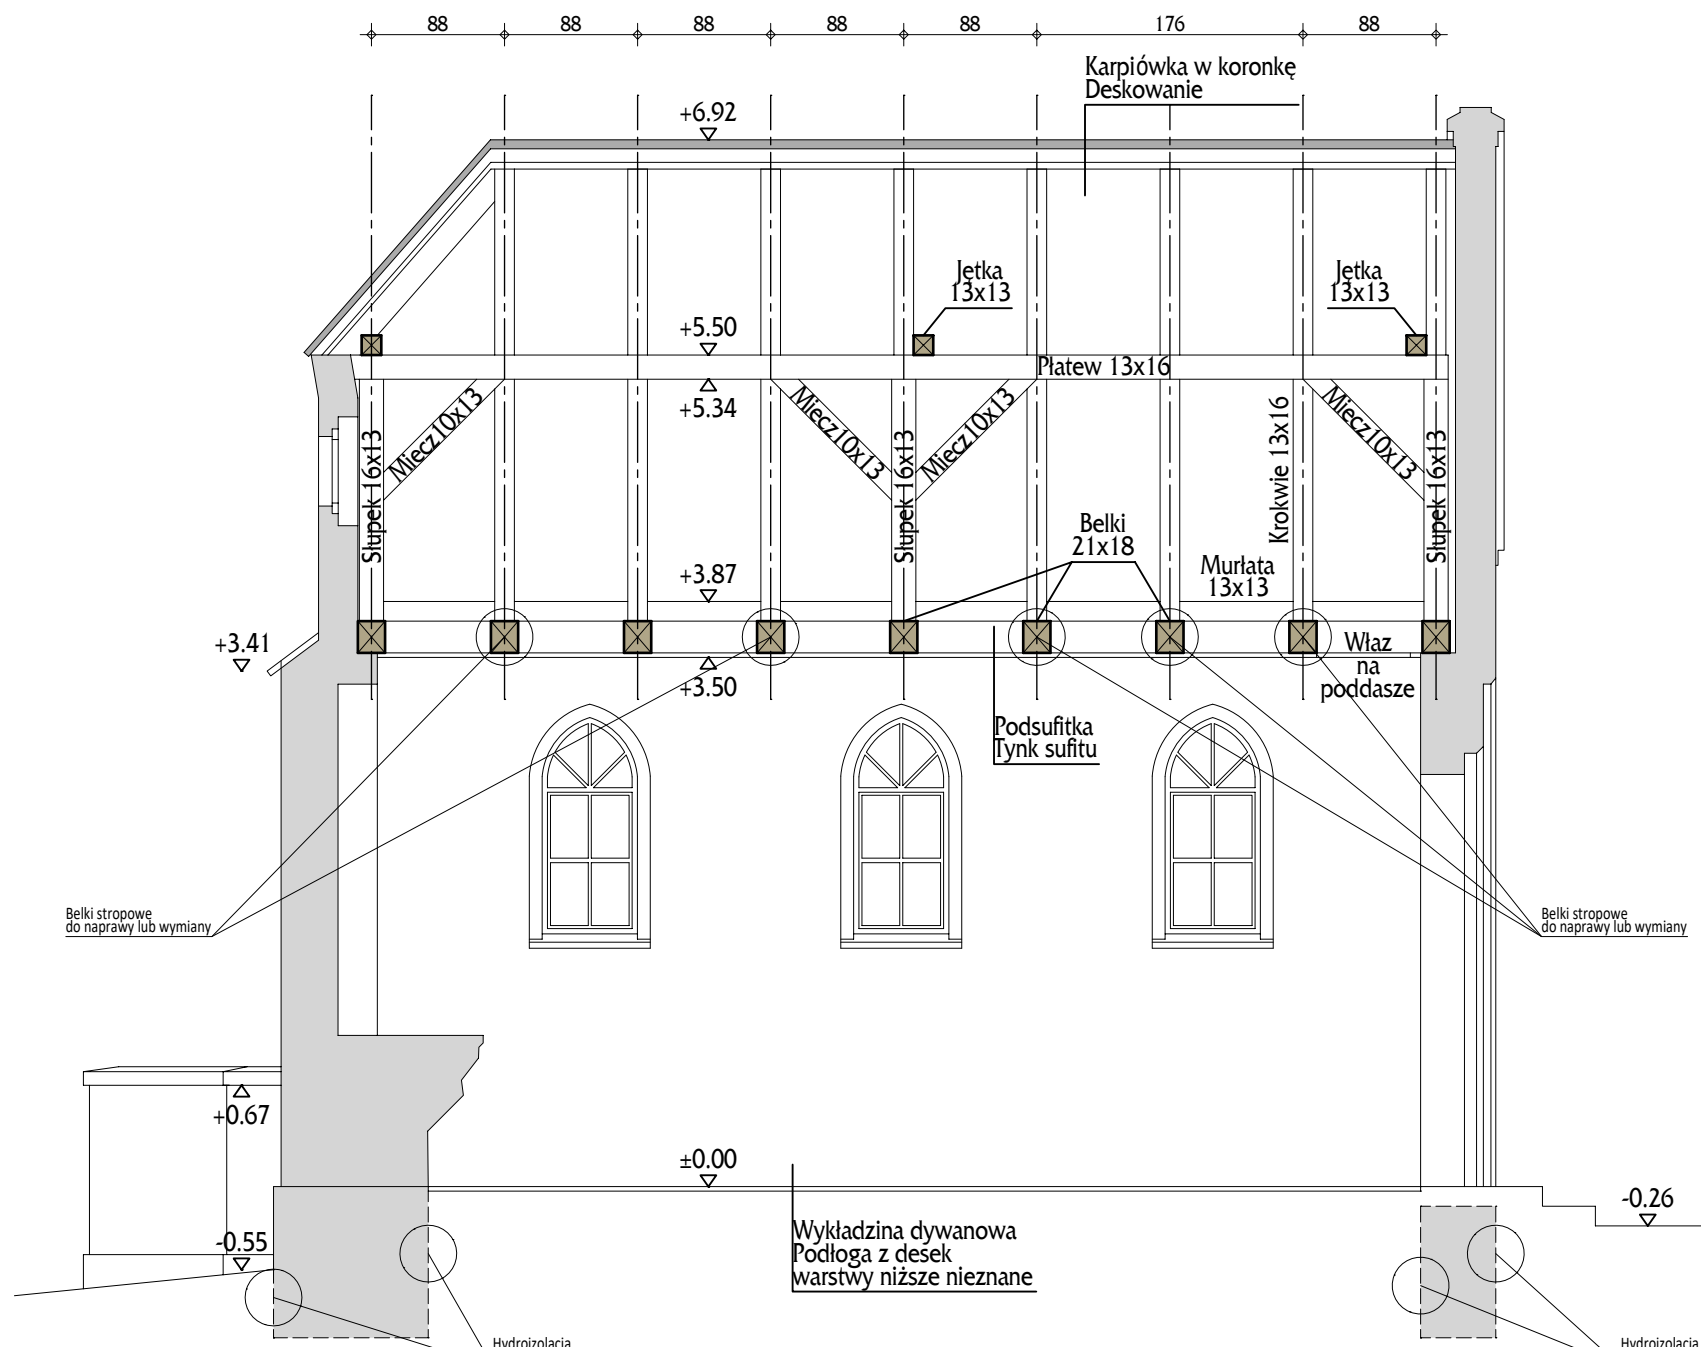 88 88 88 88 88 176 88
Karpiówka w koronkę
Deskowanie
+6.92
Jętka
13x13
Jętka
13x13
+5.50
Płatew 13x16
+5.34
Miecz10x13
Miecz10x13
Miecz10x13
Miecz10x13
Słupek 16x13
Słupek 16x13
Krokwie 13x16
Słupek 16x13
Belki
21x18
Murłata
13x13
+3.87
+3.41
+3.50
Właz
na
poddasze
Podsufitka
Tynk sufitu
Belki stropowe
do naprawy lub wymiany
Belki stropowe
do naprawy lub wymiany
+0.67
±0.00
-0.26
-0.55
Wykładzina dywanowa
Podłoga z desek
warstwy niższe nieznane
Hydroizolacja
Hydroizolacja